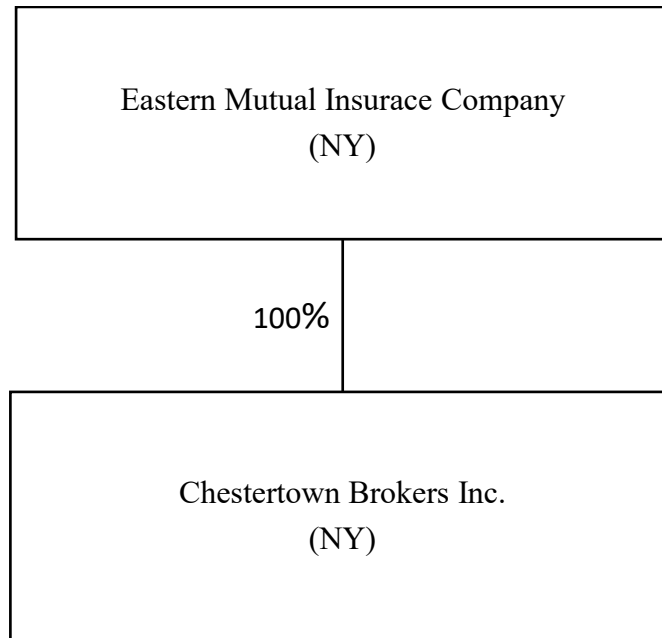 Eastern Mutual Insurace Company
(NY)
100%
Chestertown Brokers Inc.
(NY)